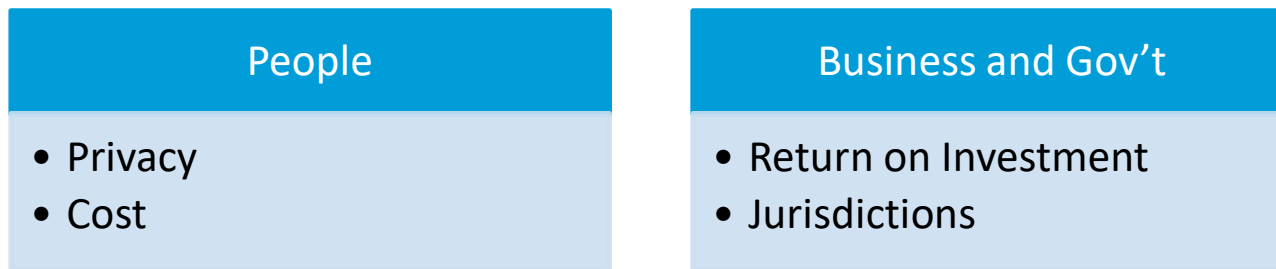 People
• Privacy
• Cost
Business and Gov’t
• Return on Investment
• Jurisdictions